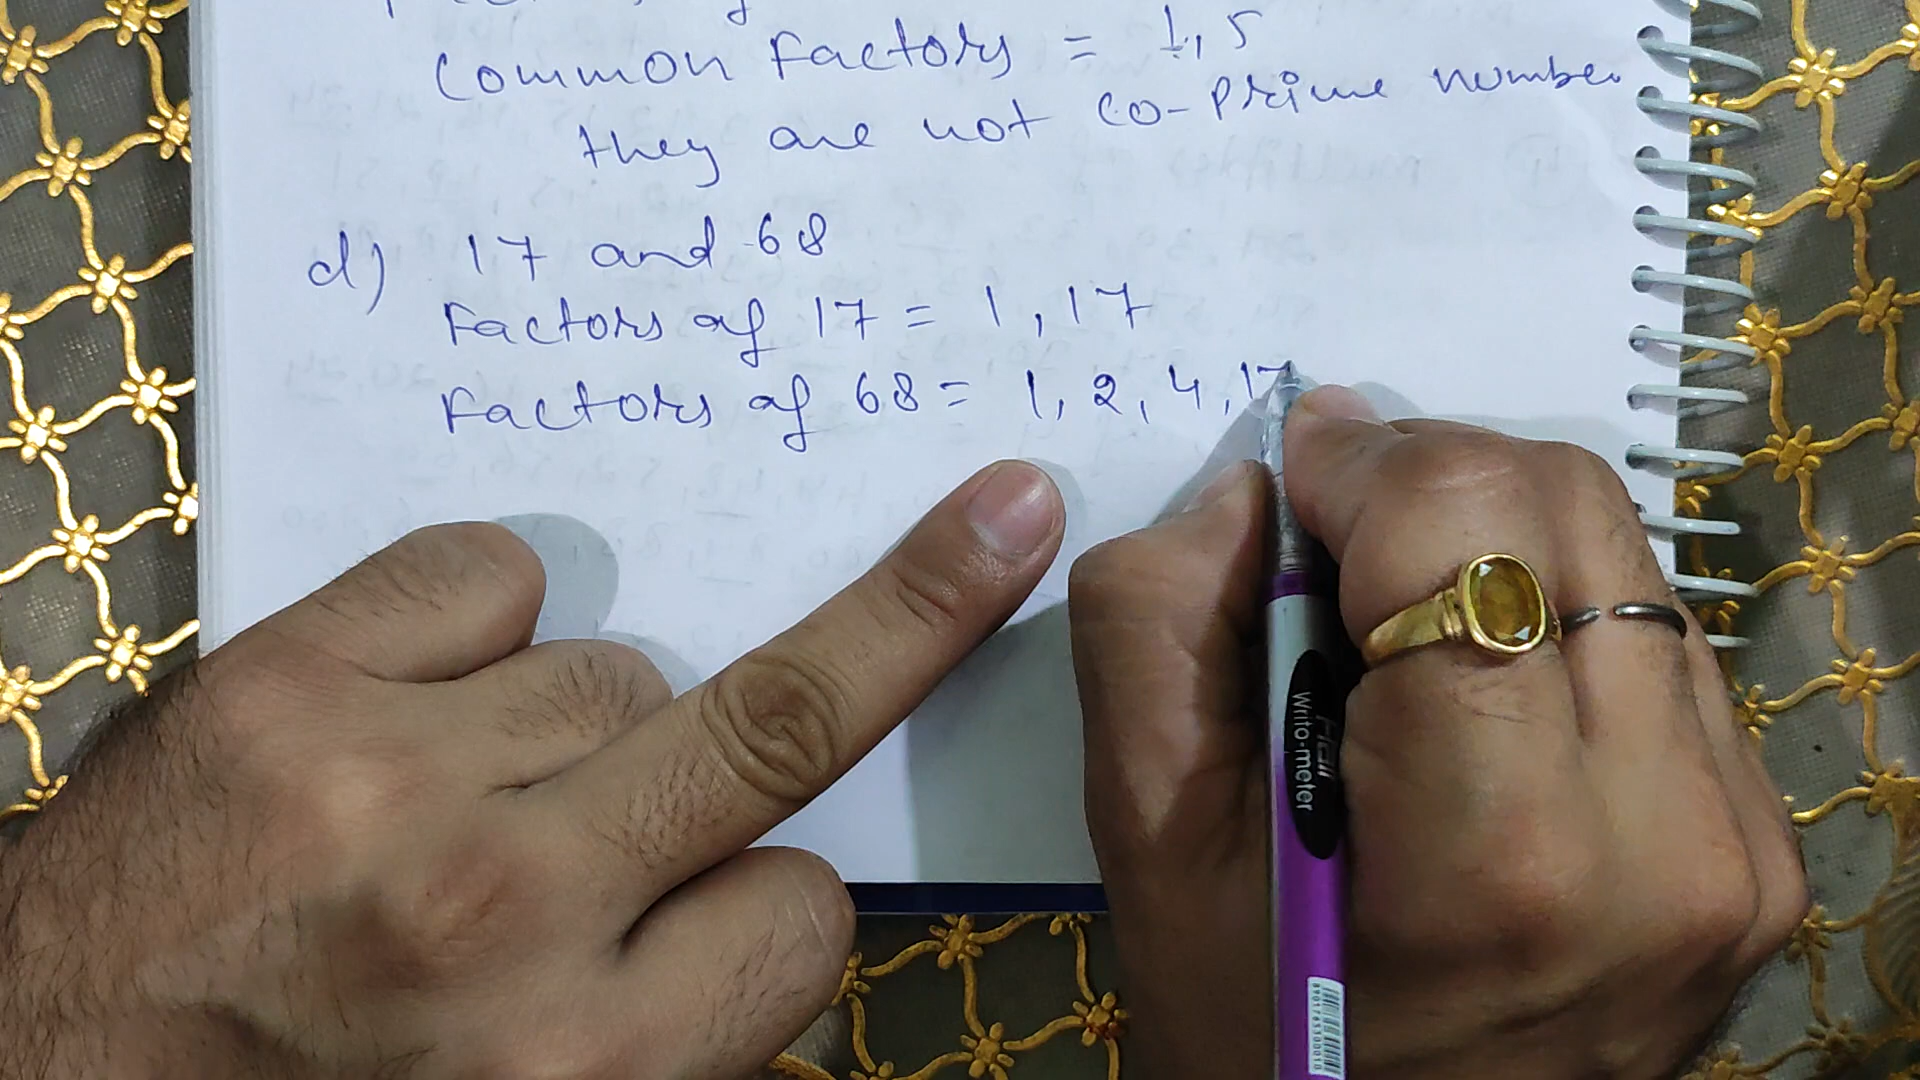 Common Factors = 1, 5
they are not co-prime number
d) 17 and 68
Factors of 17 = 1, 17
Factors of 68 = 1, 2, 4, 17
Writo-meter